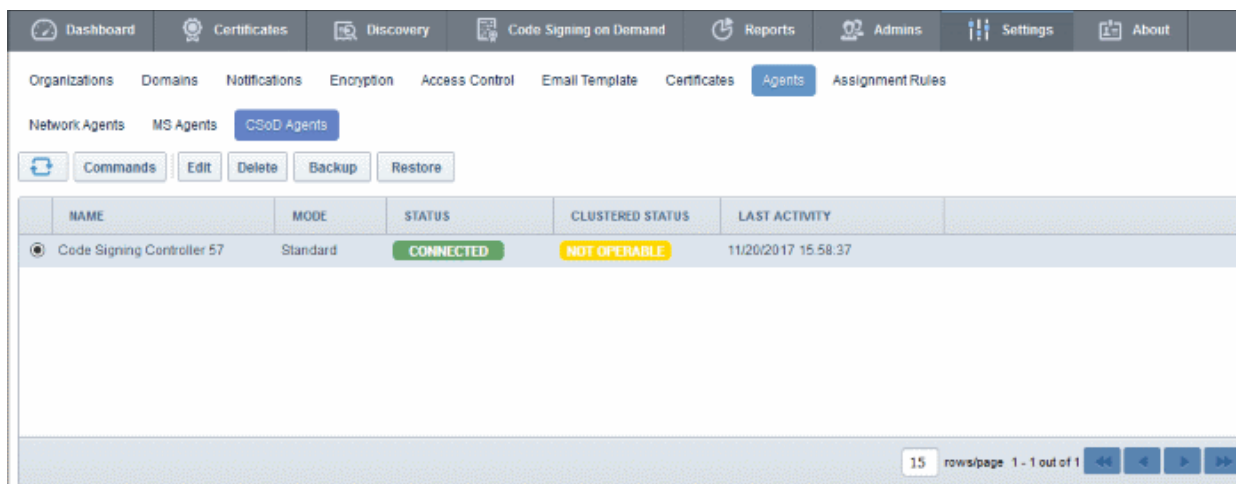 Dashboard Certificates Discovery Code Signing on Demand Reports Admins Settings About
Organizations Domains Notifications Encryption Access Control Email Template Certificates Agents Assignment Rules
Network Agents MS Agents CSoD Agents
Commands Edit Delete Backup Restore
NAME MODE STATUS CLUSTERED STATUS LAST ACTIVITY
Code Signing Controller 57 Standard CONNECTED NOT OPERABLE 11/20/2017 15:58:37
15 rows/page 1 - 1 out of 1